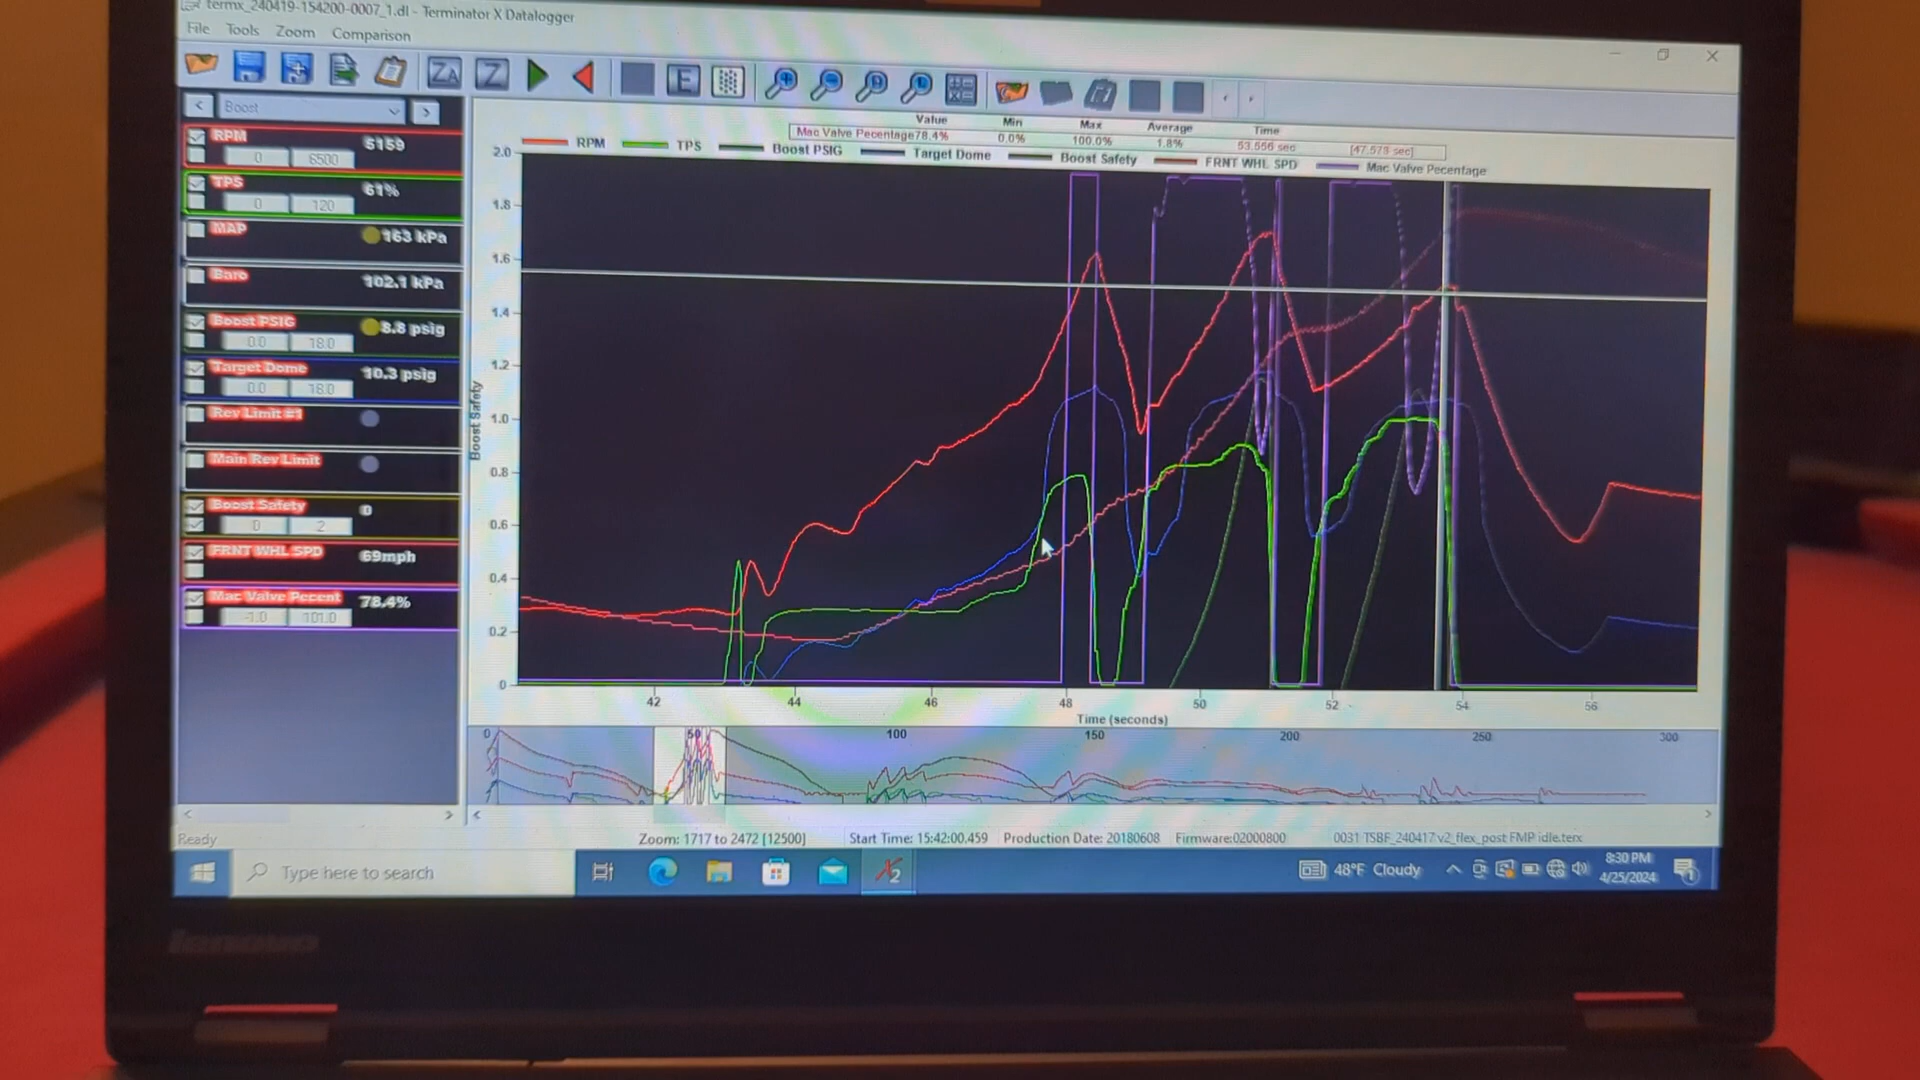 termx_240419-154200-0007_1.dl - Terminator X Datalogger
File Tools Zoom Comparison
ZA Z E
< Boost >
RPM 5159
0 6500
TPS 61%
0 120
MAP 163 kPa
Baro 102.1 kPa
Boost PSIG 8.8 psig
0.0 18.0
Target Dome 10.3 psig
0.0 18.0
Rev Limit #1
Main Rev Limit
Boost Safety 0
0 2
FRNT WHL SPD 69mph
Mac Valve Pecent 78.4%
-1.0 101.0
Value Min Max Average Time
Mac Valve Pecentage 78.4% 0.0% 100.0% 1.8% 53.556 sec [47.573 sec]
RPM TPS Boost PSIG Target Dome Boost Safety FRNT WHL SPD Mac Valve Pecentage
2.0
1.8
1.6
1.4
1.2
1.0
0.8
0.6
0.4
0.2
0
Boost Safety
42 44 46 48 50 52 54 56
Time (seconds)
0 50 100 150 200 250 300
Ready Zoom: 1717 to 2472 [12500] Start Time: 15:42:00.459 Production Date: 20180608 Firmware:02000800 0031 TSBF_240417 v2_flex_post FMP idle.terx
Type here to search
48°F Cloudy
8:30 PM
4/25/2024
lenovo